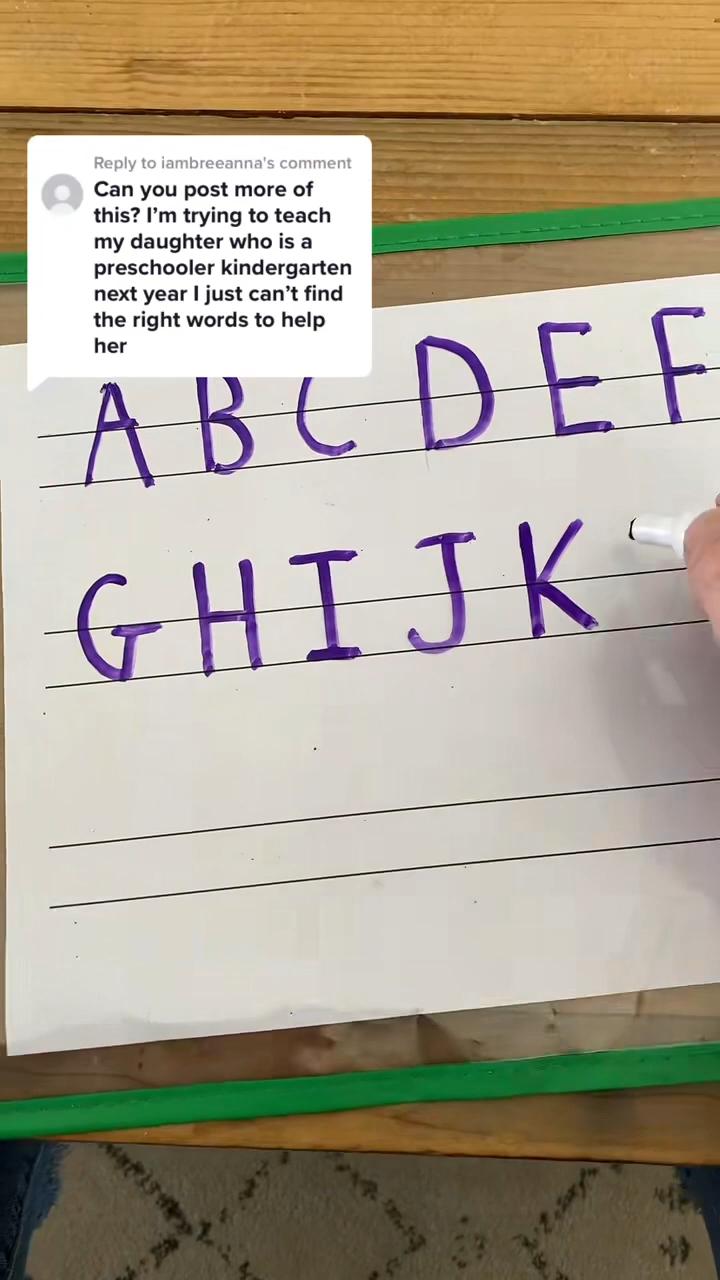 Reply to iambreeanna's comment
Can you post more of
this? I'm trying to teach
my daughter who is a
preschooler kindergarten
next year I just can't find
the right words to help
her
A B C D E F
G H I J K